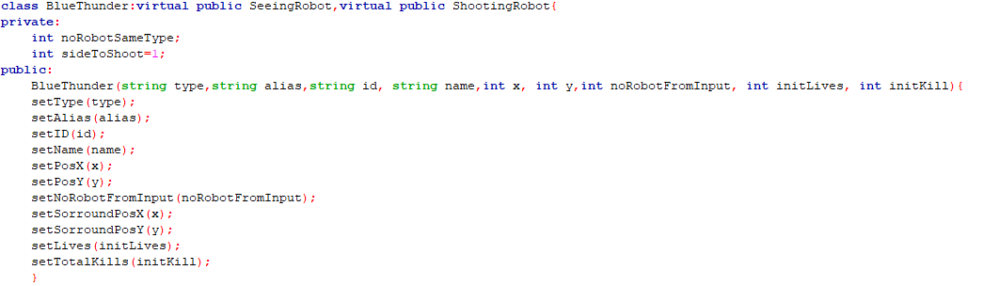 class BlueThunder:virtual public SeeingRobot,virtual public ShootingRobot{
private:
    int noRobotSameType;
    int sideToShoot=1;
public:
    BlueThunder(string type,string alias,string id, string name,int x, int y,int noRobotFromInput, int initLives, int initKill){
    setType(type);
    setAlias(alias);
    setID(id);
    setName(name);
    setPosX(x);
    setPosY(y);
    setNoRobotFromInput(noRobotFromInput);
    setSorroundPosX(x);
    setSorroundPosY(y);
    setLives(initLives);
    setTotalKills(initKill);
    }